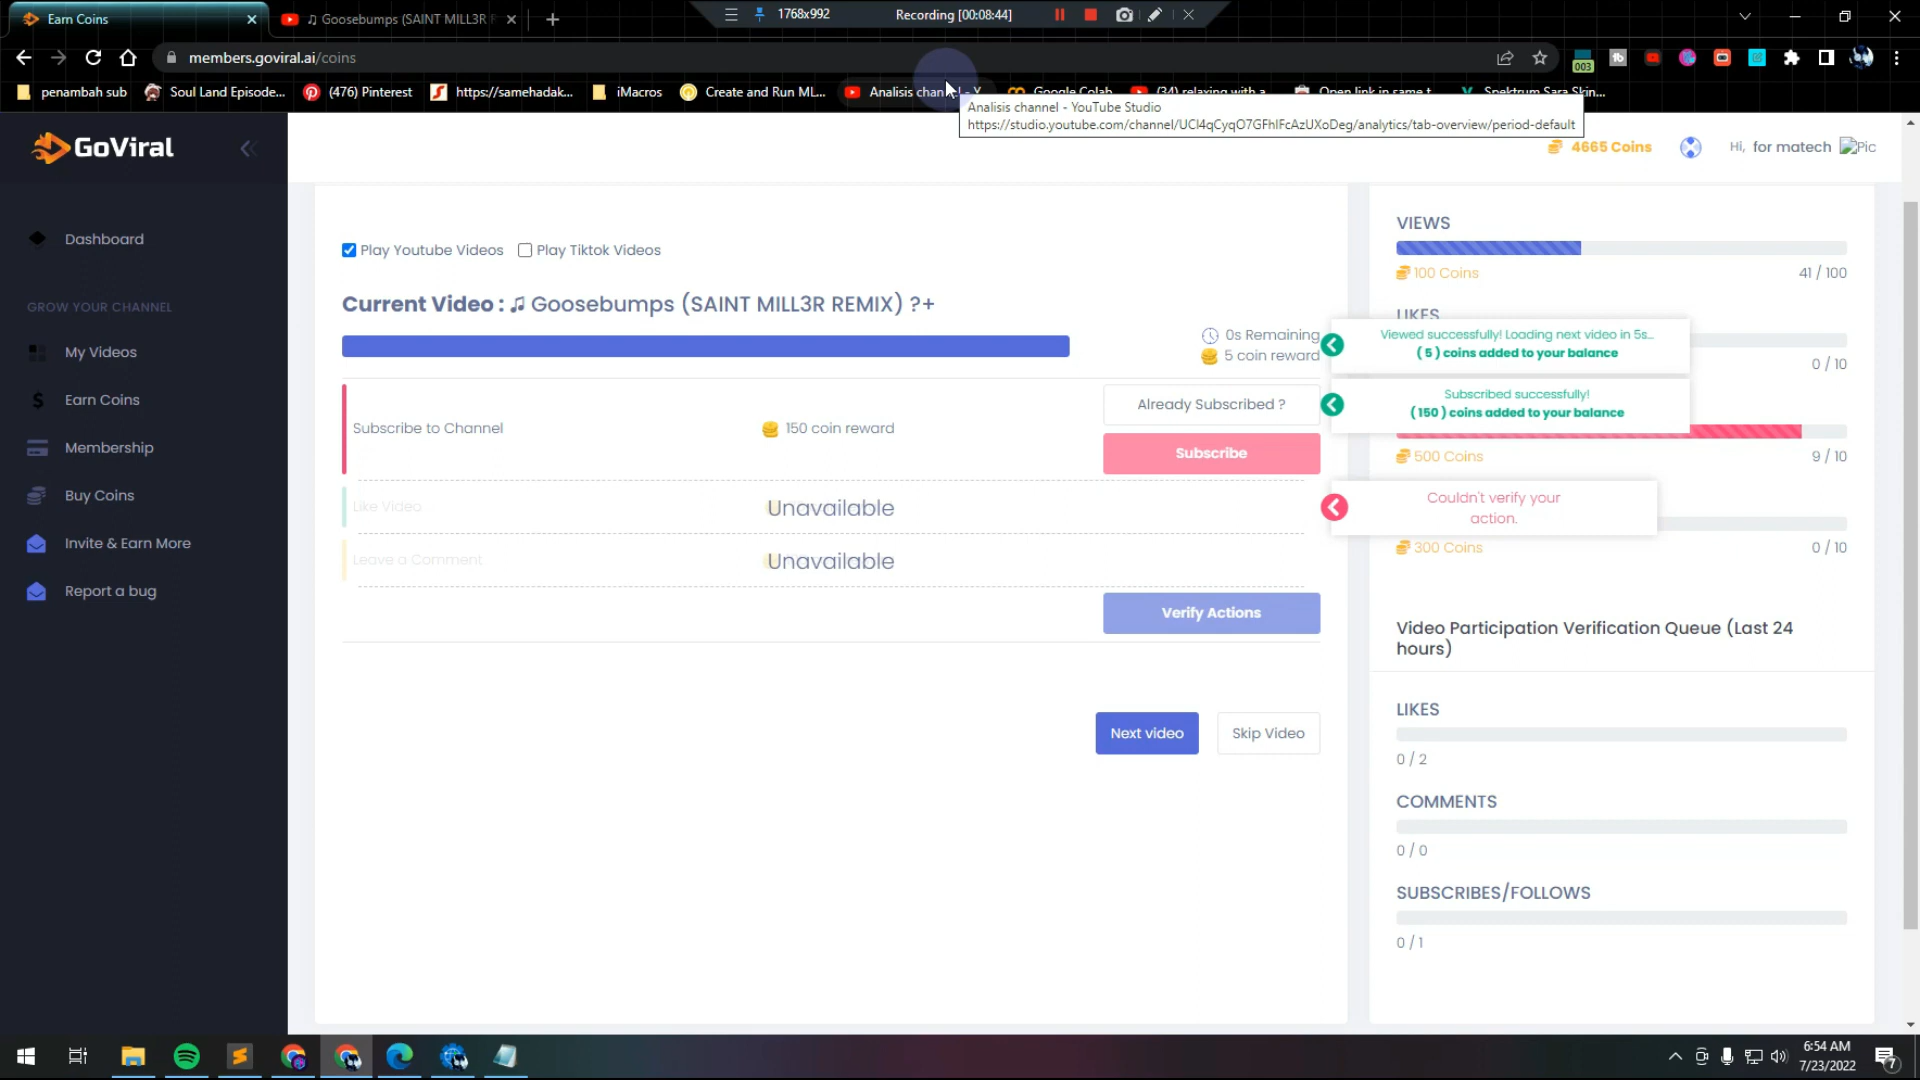 Earn Coins
♫ Goosebumps (SAINT MILL3R F
1768x992
Recording [00:08:44]
members.goviral.ai/coins
003
penambah sub
Soul Land Episode...
(476) Pinterest
https://samehadak...
iMacros
Create and Run ML...
Analisis channel - Y
Google Colab
(34) relaxing with a
Open link in same t
Spektrum Sara Skin...
Analisis channel - YouTube Studio
https://studio.youtube.com/channel/UCl4qCyqO7GFhlFcAzUXoDeg/analytics/tab-overview/period-default
GoViral
4665 Coins
Hi, for matech
Pic
Dashboard
GROW YOUR CHANNEL
My Videos
Earn Coins
Membership
Buy Coins
Invite & Earn More
Report a bug
Play Youtube Videos
Play Tiktok Videos
Current Video : ♫ Goosebumps (SAINT MILL3R REMIX) ?+
0s Remaining
5 coin reward
Subscribe to Channel
150 coin reward
Already Subscribed ?
Subscribe
Like Video
Unavailable
Leave a Comment
Unavailable
Verify Actions
Next video
Skip Video
VIEWS
100 Coins
41 / 100
LIKES
Viewed successfully! Loading next video in 5s...
( 5 ) coins added to your balance
0 / 10
Subscribed successfully!
( 150 ) coins added to your balance
500 Coins
9 / 10
Couldn't verify your
action.
300 Coins
0 / 10
Video Participation Verification Queue (Last 24
hours)
LIKES
0 / 2
COMMENTS
0 / 0
SUBSCRIBES/FOLLOWS
0 / 1
6:54 AM
7/23/2022
7